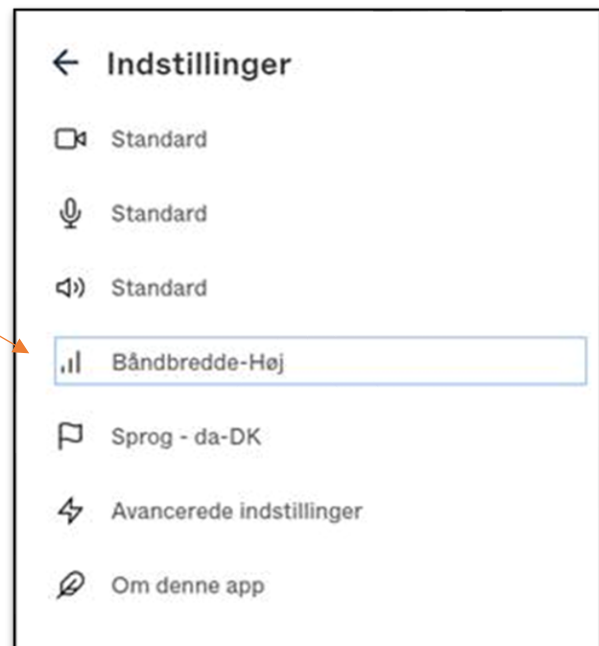 Indstillinger
Standard
Standard
Standard
Båndbredde-Høj
Sprog - da-DK
Avancerede indstillinger
Om denne app